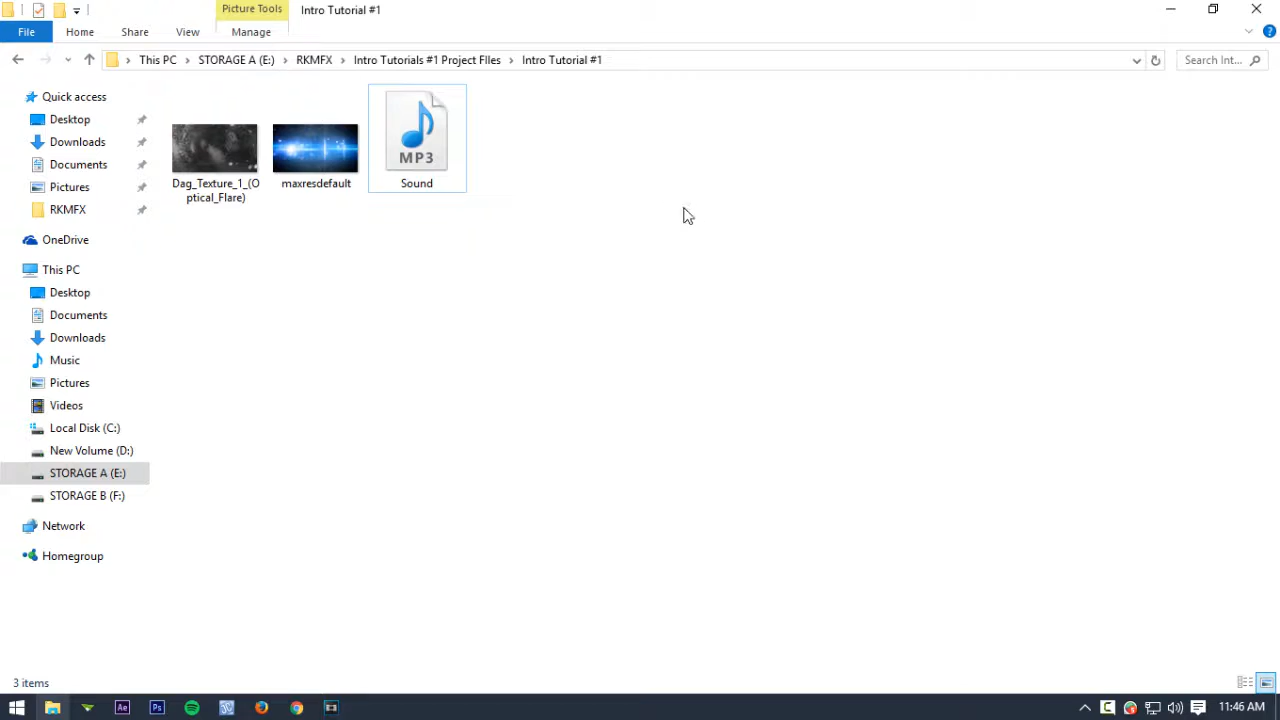 Picture Tools
Intro Tutorial #1
File
Home
Share
View
Manage
This PC
STORAGE A (E:)
RKMFX
Intro Tutorials #1 Project FIles
Intro Tutorial #1
Search Int...
Quick access
Desktop
Downloads
Documents
Pictures
RKMFX
OneDrive
This PC
Desktop
Documents
Downloads
Music
Pictures
Videos
Local Disk (C:)
New Volume (D:)
STORAGE A (E:)
STORAGE B (F:)
Network
Homegroup
Dag_Texture_1_(O
ptical_Flare)
maxresdefault
MP3
Sound
3 items
Ae
Ps
11:46 AM